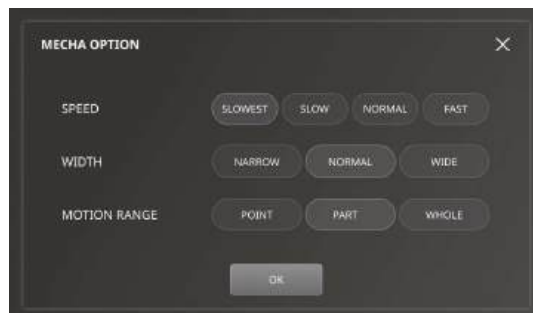 MECHA OPTION
SPEED SLOWEST SLOW NORMAL FAST
WIDTH NARROW NORMAL WIDE
MOTION RANGE POINT PART WHOLE
OK